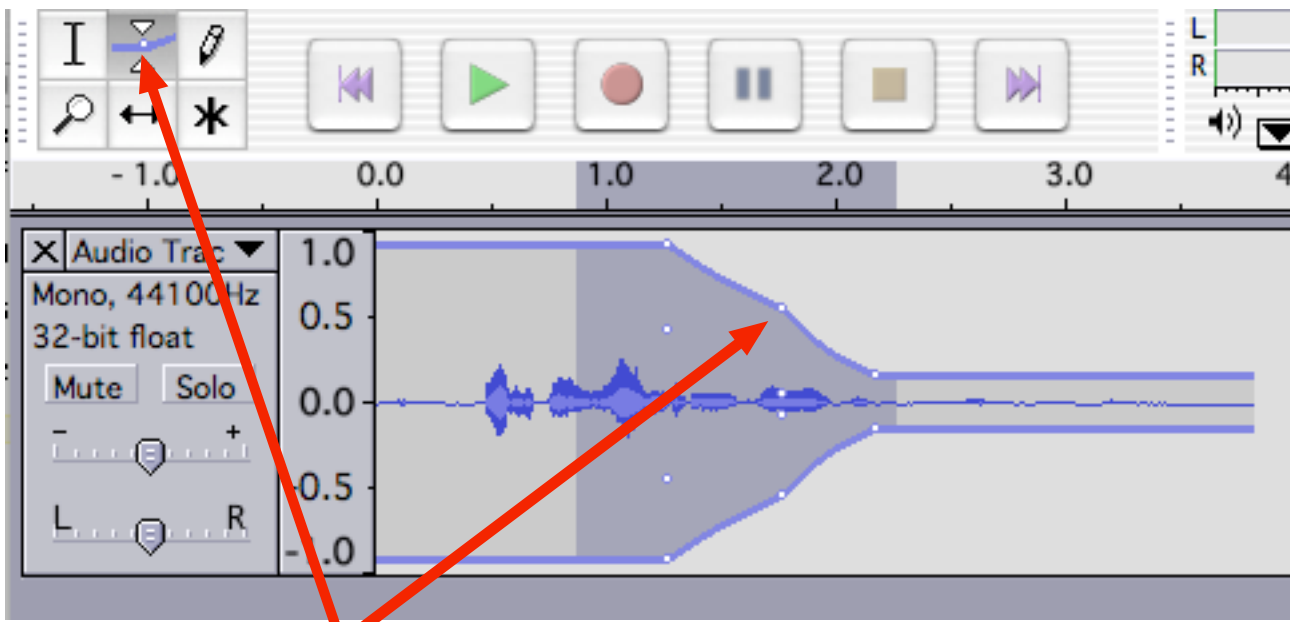 L
R
- 1.0 0.0 1.0 2.0 3.0 4
X Audio Trac
Mono, 44100Hz
32-bit float
Mute Solo
- +
L R
1.0
0.5
0.0
-0.5
-1.0